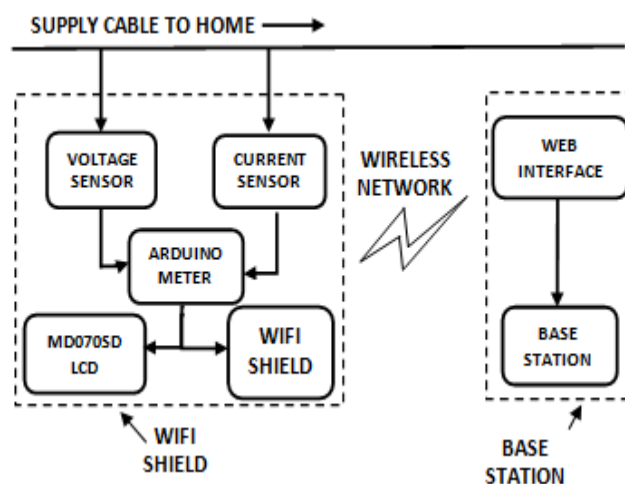 SUPPLY CABLE TO HOME
VOLTAGE
SENSOR
CURRENT
SENSOR
WIRELESS
NETWORK
WEB
INTERFACE
ARDUINO
METER
MD070SD
LCD
WIFI
SHIELD
BASE
STATION
WIFI
SHIELD
BASE
STATION